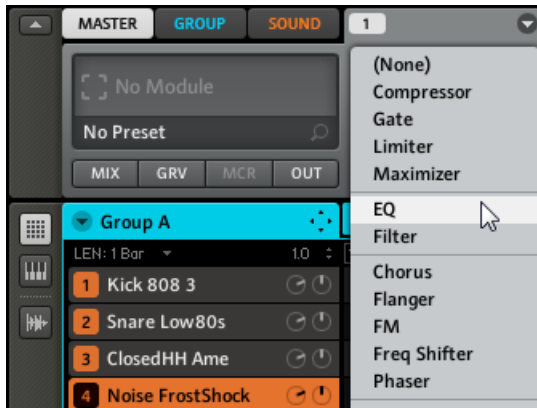 MASTER GROUP SOUND 1
No Module
No Preset
MIX GRV MCR OUT
Group A
LEN: 1 Bar 1.0
1 Kick 808 3
2 Snare Low80s
3 ClosedHH Ame
4 Noise FrostShock
(None)
Compressor
Gate
Limiter
Maximizer
EQ
Filter
Chorus
Flanger
FM
Freq Shifter
Phaser